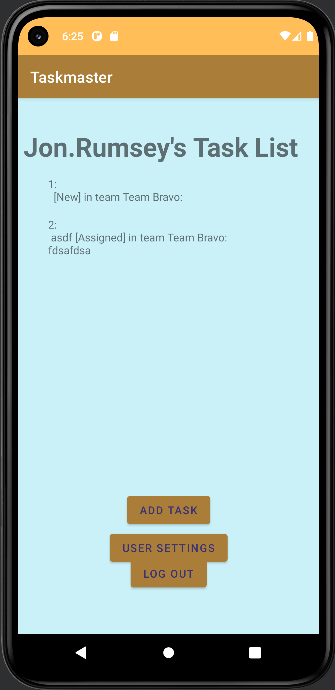 6:25
Taskmaster
Jon.Rumsey's Task List
1:
[New] in team Team Bravo:
2:
asdf [Assigned] in team Team Bravo:
fdsafdsa
ADD TASK
USER SETTINGS
LOG OUT